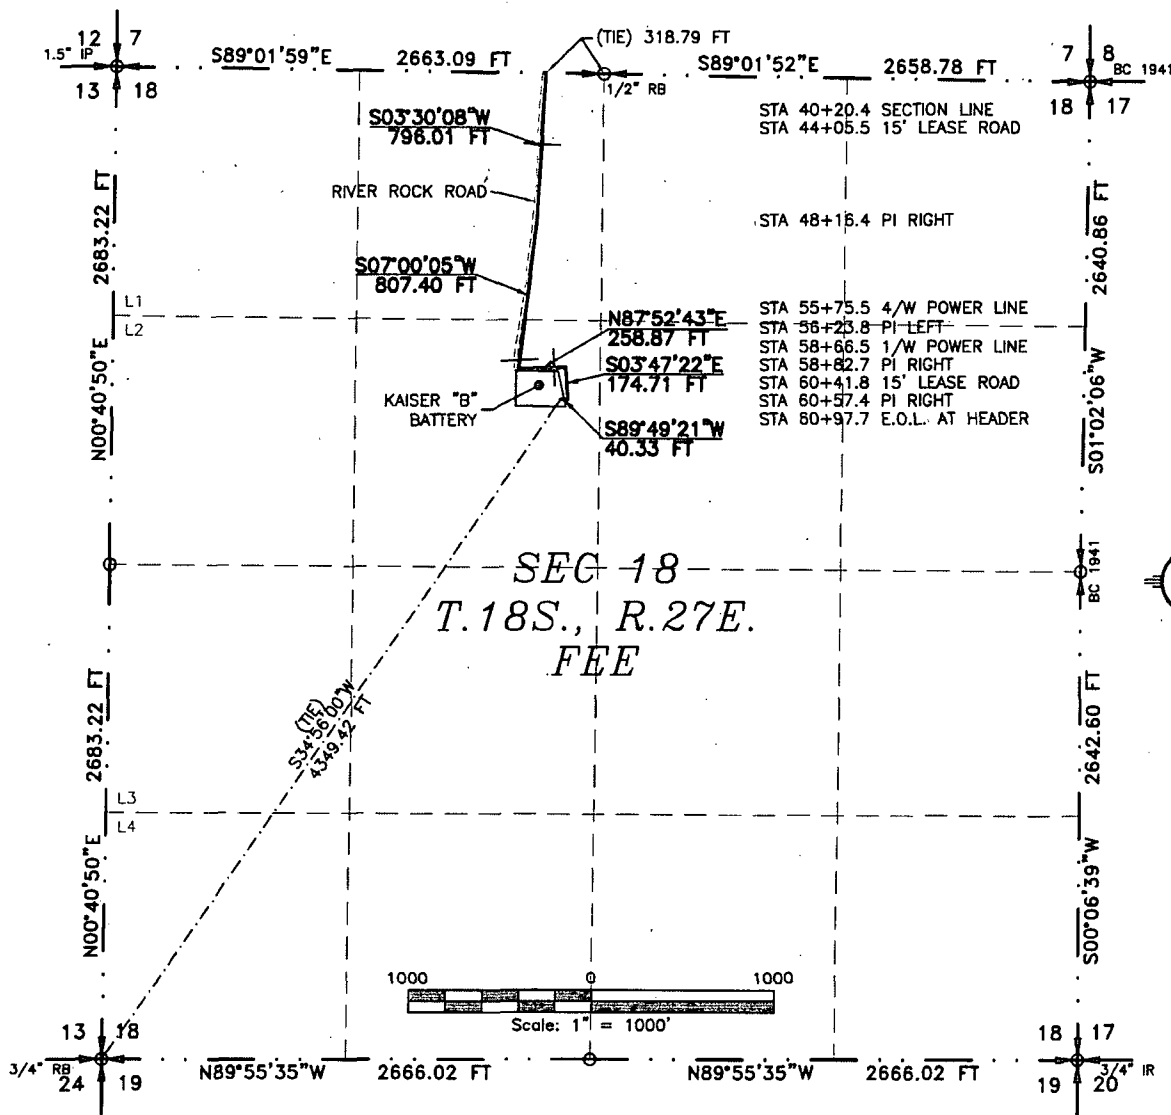 12 7
1.5" IP
13 18
S89°01'59"E 2663.09 FT
(TIE) 318.79 FT
1/2" RB
S89°01'52"E 2658.78 FT
7 8
BC 1941
18 17
S03°30'08"W
796.01 FT
RIVER ROCK ROAD
S07°00'05"W
807.40 FT
STA 40+20.4 SECTION LINE
STA 44+05.5 15' LEASE ROAD
STA 48+16.4 PI RIGHT
STA 55+75.5 4/W POWER LINE
STA 56+23.8 PI LEFT
STA 58+66.5 1/W POWER LINE
STA 58+82.7 PI RIGHT
STA 60+41.8 15' LEASE ROAD
STA 60+57.4 PI RIGHT
STA 60+97.7 E.O.L. AT HEADER
N87°52'43"E
258.87 FT
S03°47'22"E
174.71 FT
S89°49'21"W
40.33 FT
KAISER "B"
BATTERY
L1
L2
N00°40'50"E 2683.22 FT
S01°02'06"W 2640.86 FT
BC 1941
SEC 18
T.18S., R.27E.
FEE
(TIE)
S34°56'00"W
4349.42 FT
L3
L4
N00°40'50"E 2683.22 FT
S00°06'39"W 2642.60 FT
1000 0 1000
Scale: 1" = 1000'
13 18
3/4" RB
24 19
N89°55'35"W 2666.02 FT
N89°55'35"W 2666.02 FT
18 17
3/4" IR
19 20